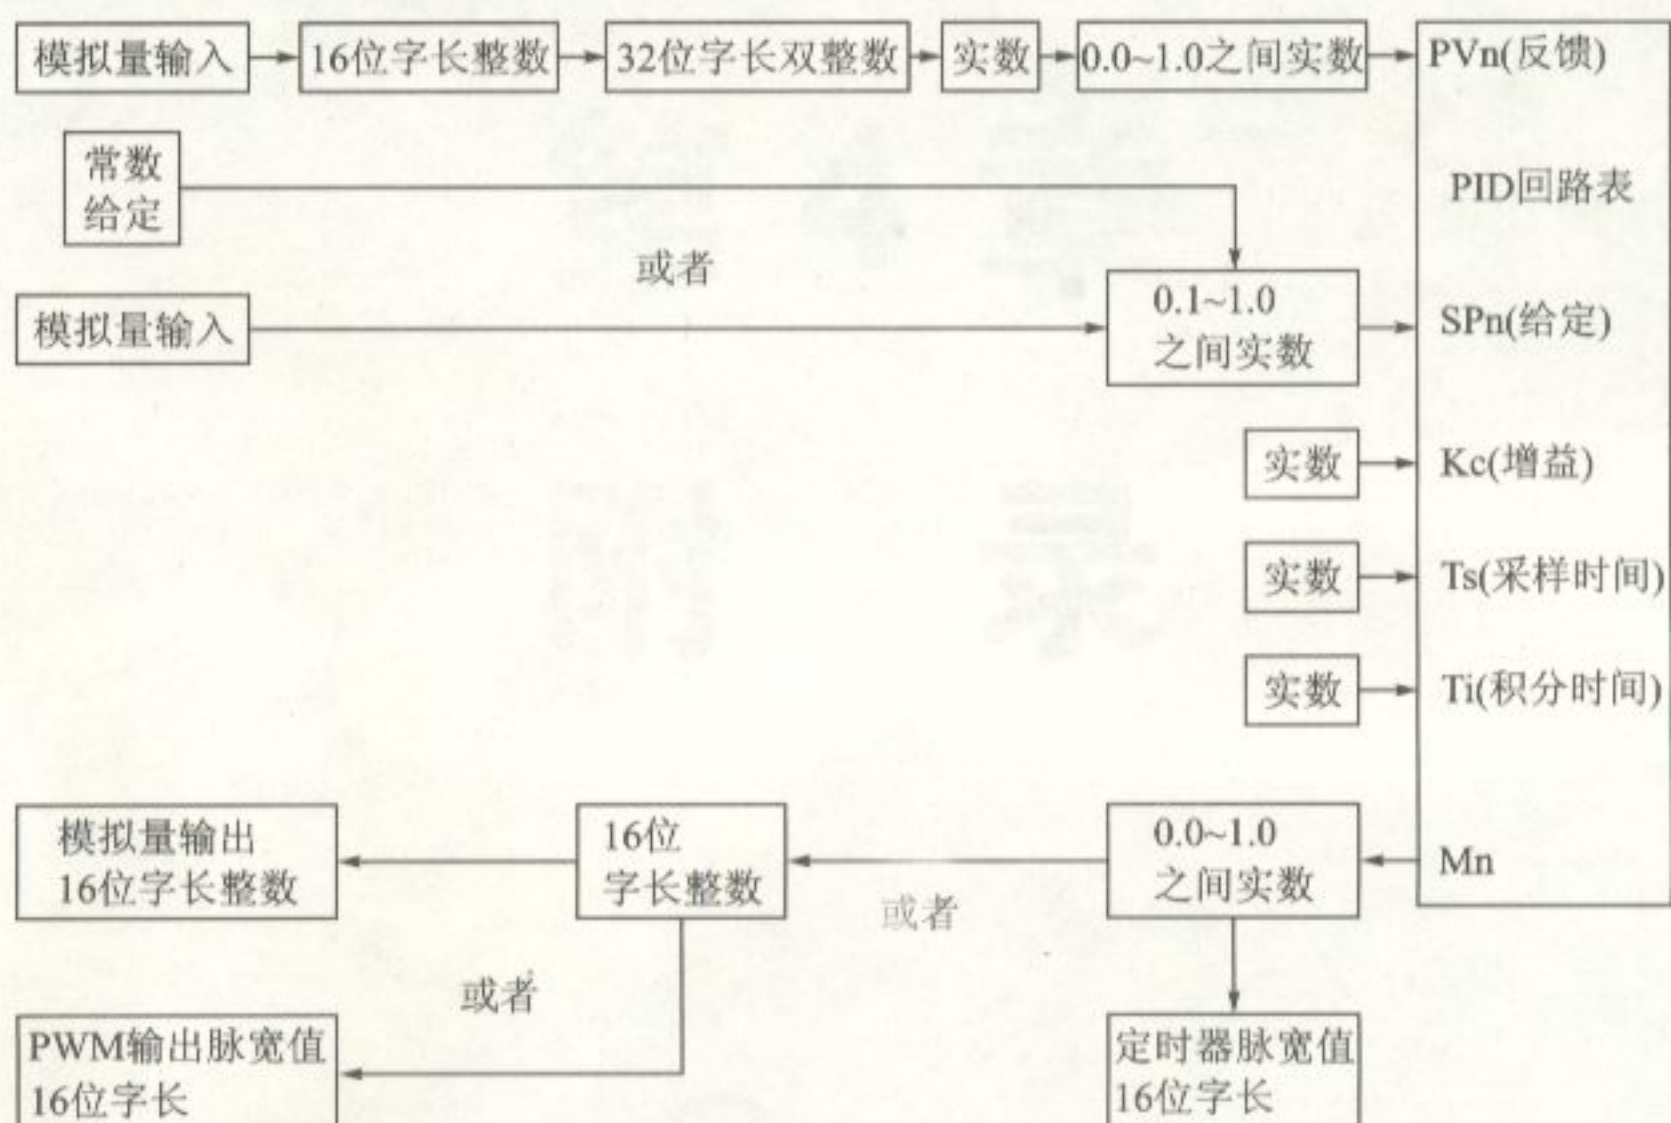 模拟量输入
16位字长整数
32位字长双整数
实数
0.0~1.0之间实数
PVn(反馈)
常数
给定
PID回路表
或者
模拟量输入
0.1~1.0
之间实数
SPn(给定)
实数
Kc(增益)
实数
Ts(采样时间)
实数
Ti(积分时间)
模拟量输出
16位字长整数
16位
字长整数
或者
0.0~1.0
之间实数
Mn
或者
PWM输出脉宽值
16位字长
定时器脉宽值
16位字长